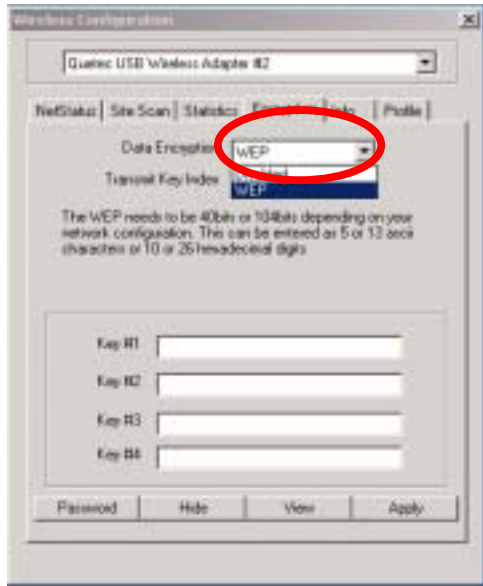 Wireless Configuration
Quatec USB Wireless Adapter #2
NetStatus Site Scan Statistics Encryption Info Profile
Data Encryption WEP
Transmit Key Index
WEP
The WEP needs to be 40bits or 104bits depending on your
network configuration. This can be entered as 5 or 13 ascii
characters or 10 or 26 hexadecimal digits
Key #1
Key #2
Key #3
Key #4
Password Hide View Apply